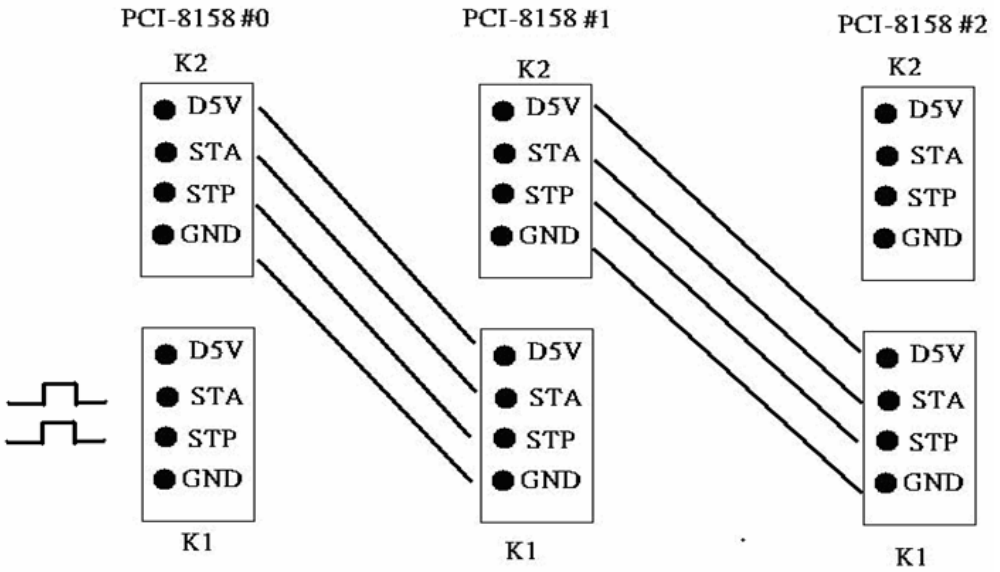 PCI-8158 #0
K2
D5V
STA
STP
GND
D5V
STA
STP
GND
K1
PCI-8158 #1
K2
D5V
STA
STP
GND
D5V
STA
STP
GND
K1
PCI-8158 #2
K2
D5V
STA
STP
GND
D5V
STA
STP
GND
K1